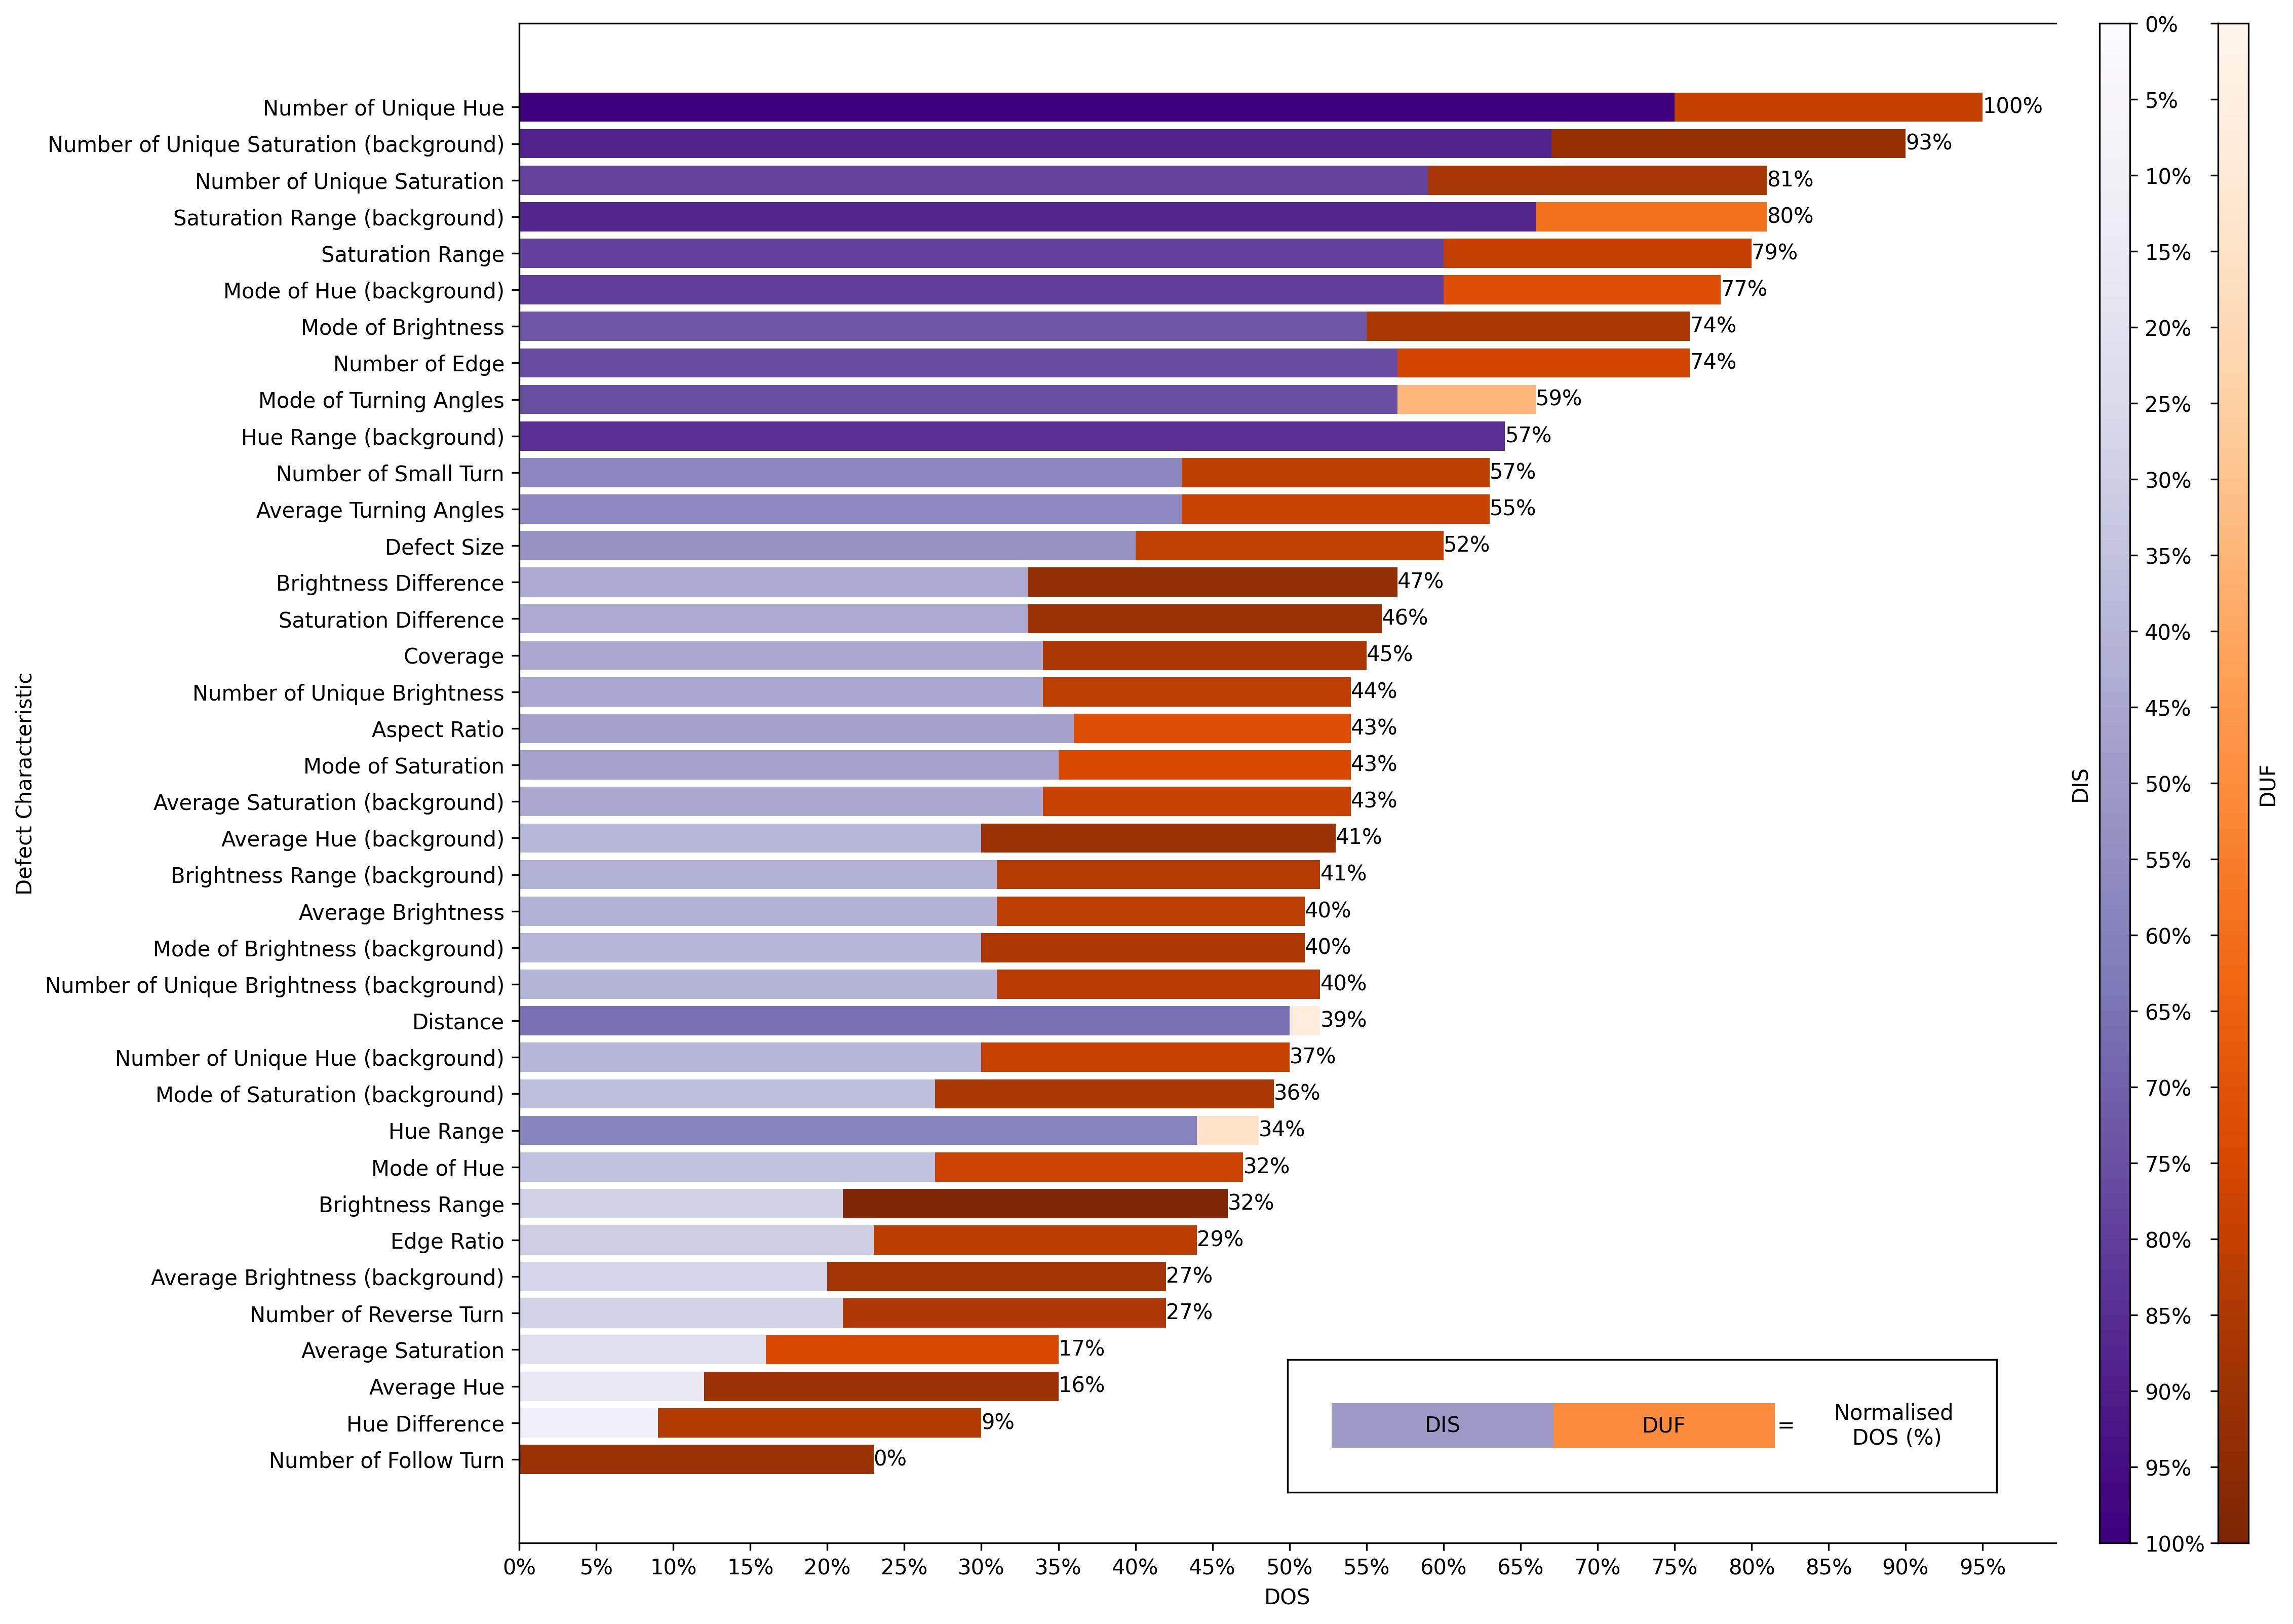 Number of Unique Hue 100%
Number of Unique Saturation (background) 93%
Number of Unique Saturation 81%
Saturation Range (background) 80%
Saturation Range 79%
Mode of Hue (background) 77%
Mode of Brightness 74%
Number of Edge 74%
Mode of Turning Angles 59%
Hue Range (background) 57%
Number of Small Turn 57%
Average Turning Angles 55%
Defect Size 52%
Brightness Difference 47%
Saturation Difference 46%
Coverage 45%
Number of Unique Brightness 44%
Aspect Ratio 43%
Mode of Saturation 43%
Average Saturation (background) 43%
Average Hue (background) 41%
Brightness Range (background) 41%
Average Brightness 40%
Mode of Brightness (background) 40%
Number of Unique Brightness (background) 40%
Distance 39%
Number of Unique Hue (background) 37%
Mode of Saturation (background) 36%
Hue Range 34%
Mode of Hue 32%
Brightness Range 32%
Edge Ratio 29%
Average Brightness (background) 27%
Number of Reverse Turn 27%
Average Saturation 17%
Average Hue 16%
Hue Difference 9%
Number of Follow Turn 0%
Defect Characteristic
0% 5% 10% 15% 20% 25% 30% 35% 40% 45% 50% 55% 60% 65% 70% 75% 80% 85% 90% 95%
DOS
DIS DUF = Normalised
DOS (%)
DIS
0%
5%
10%
15%
20%
25%
30%
35%
40%
45%
50%
55%
60%
65%
70%
75%
80%
85%
90%
95%
100%
DUF